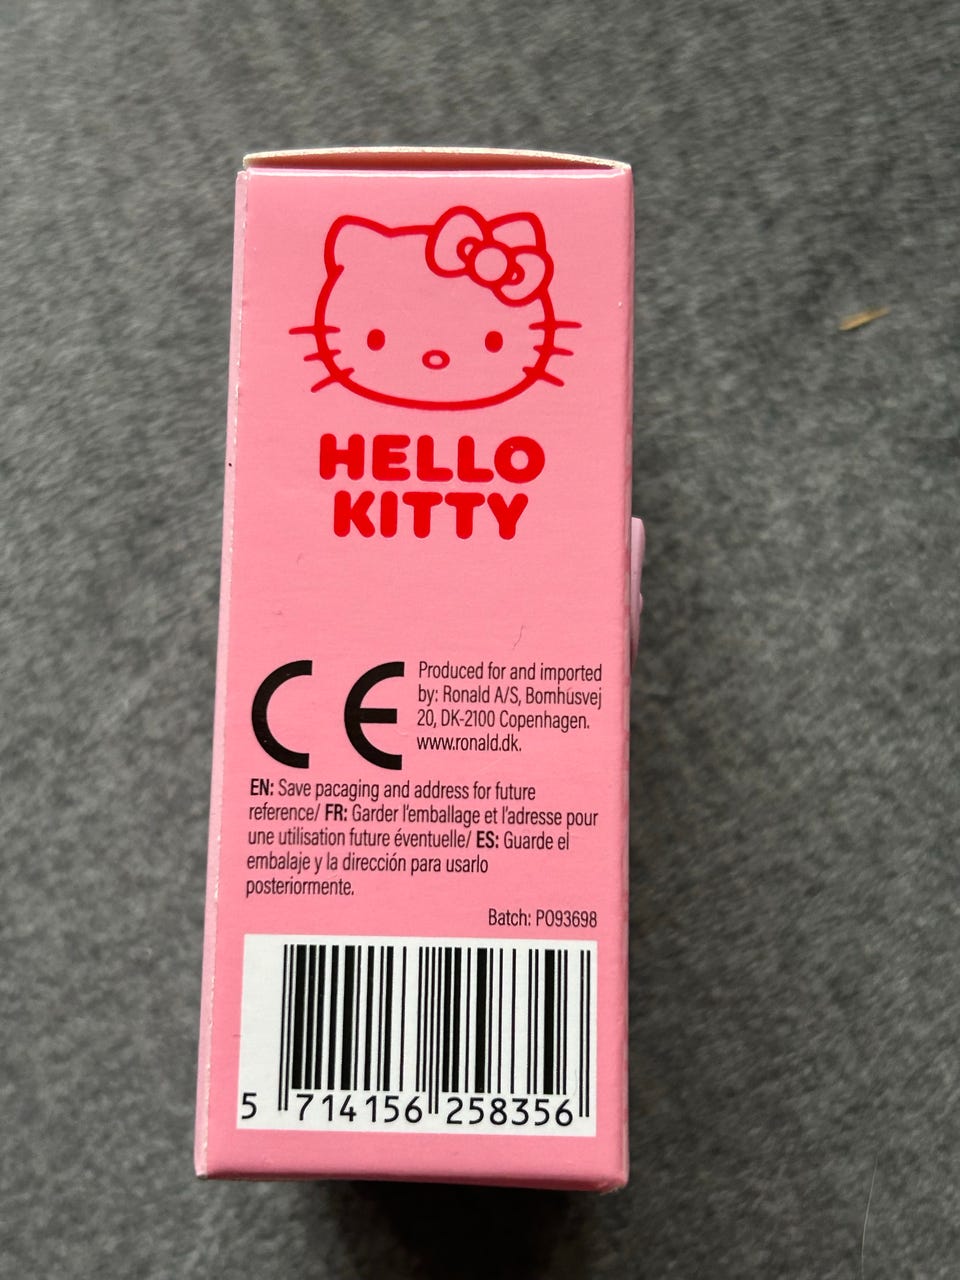 HELLO
KITTY
CE
Produced for and imported
by: Ronald A/S, Bomhusvej
20, DK-2100 Copenhagen.
www.ronald.dk.
EN: Save pacaging and address for future
reference/ FR: Garder l'emballage et l'adresse pour
une utilisation future éventuelle/ ES: Guarde el
embalaje y la dirección para usarlo
posteriormente.
Batch: PO93698
5 714156 258356